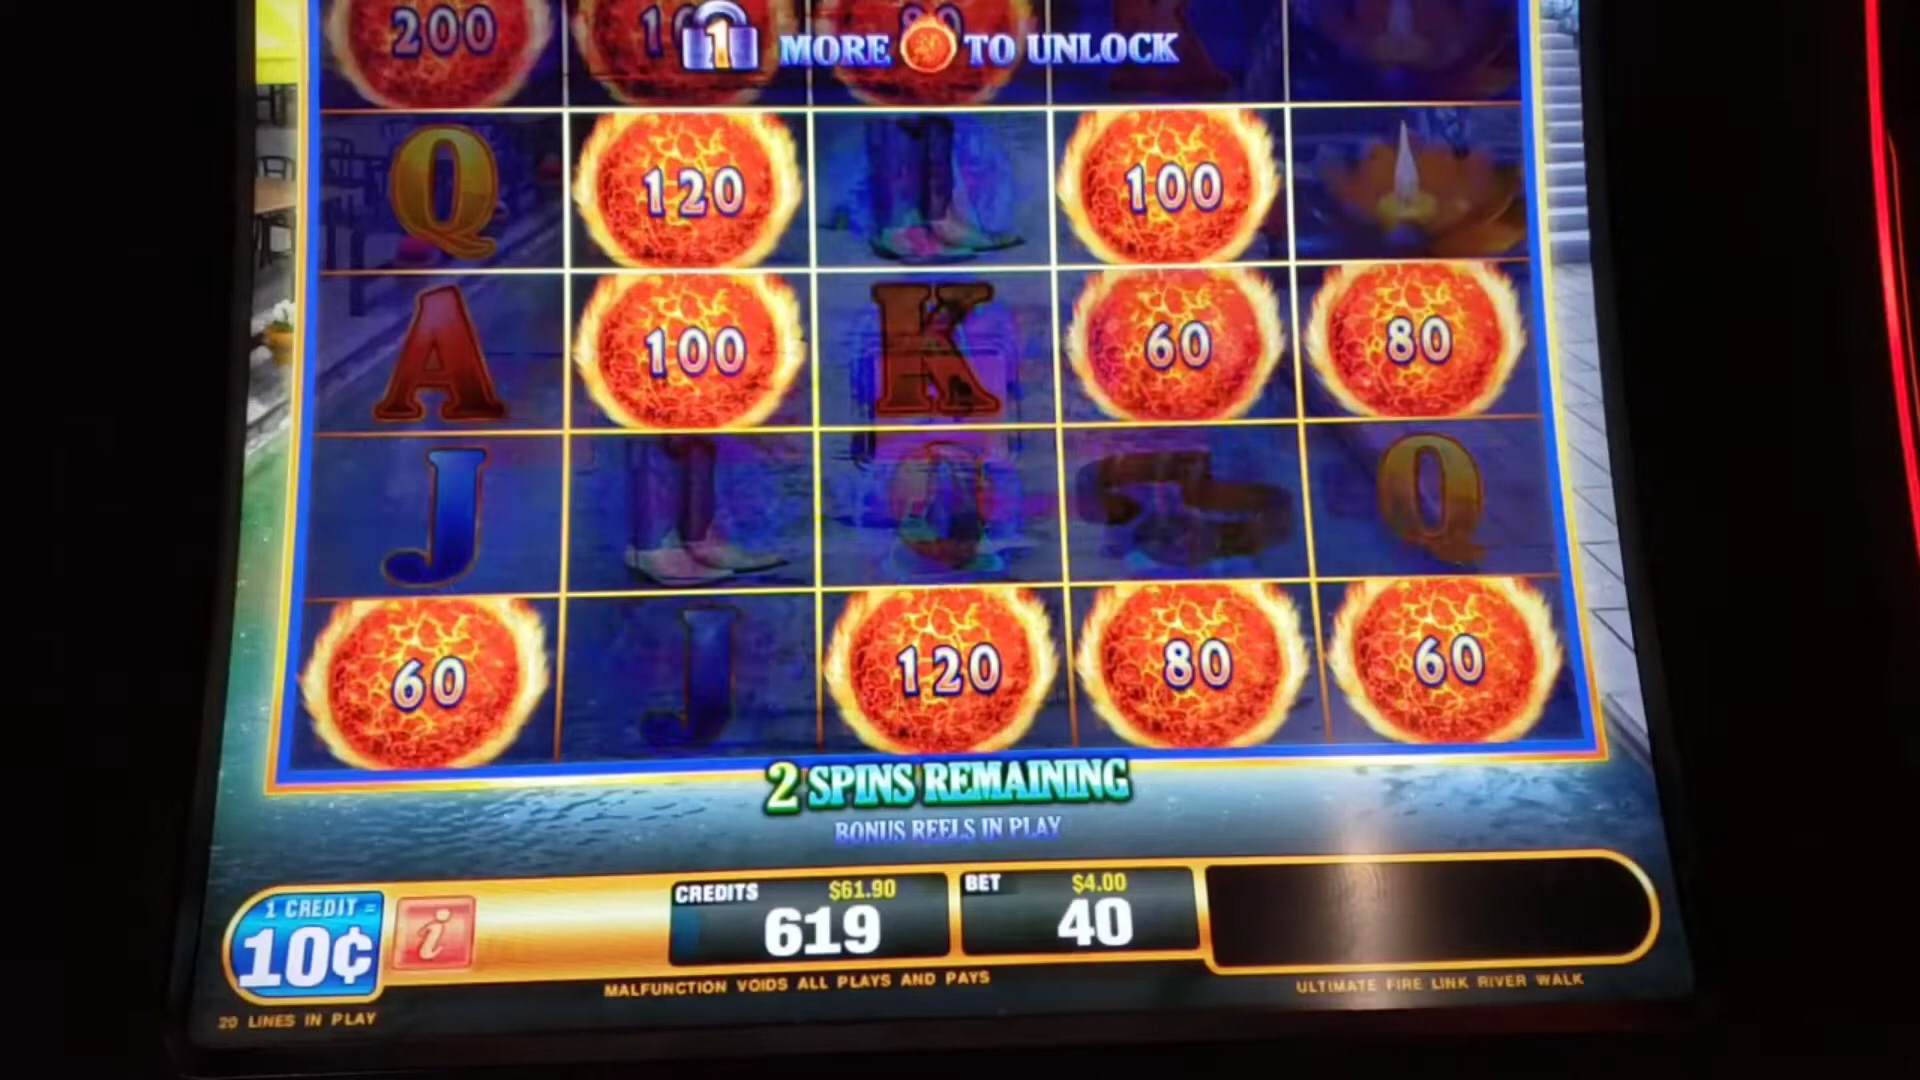 200 80
1 MORE TO UNLOCK
Q 120 100
A 100 K 60 80
J Q Q
60 J 120 80 60
2 SPINS REMAINING
BONUS REELS IN PLAY
1 CREDIT =
10¢
CREDITS $61.90
619
BET $4.00
40
MALFUNCTION VOIDS ALL PLAYS AND PAYS
ULTIMATE FIRE LINK RIVER WALK
20 LINES IN PLAY